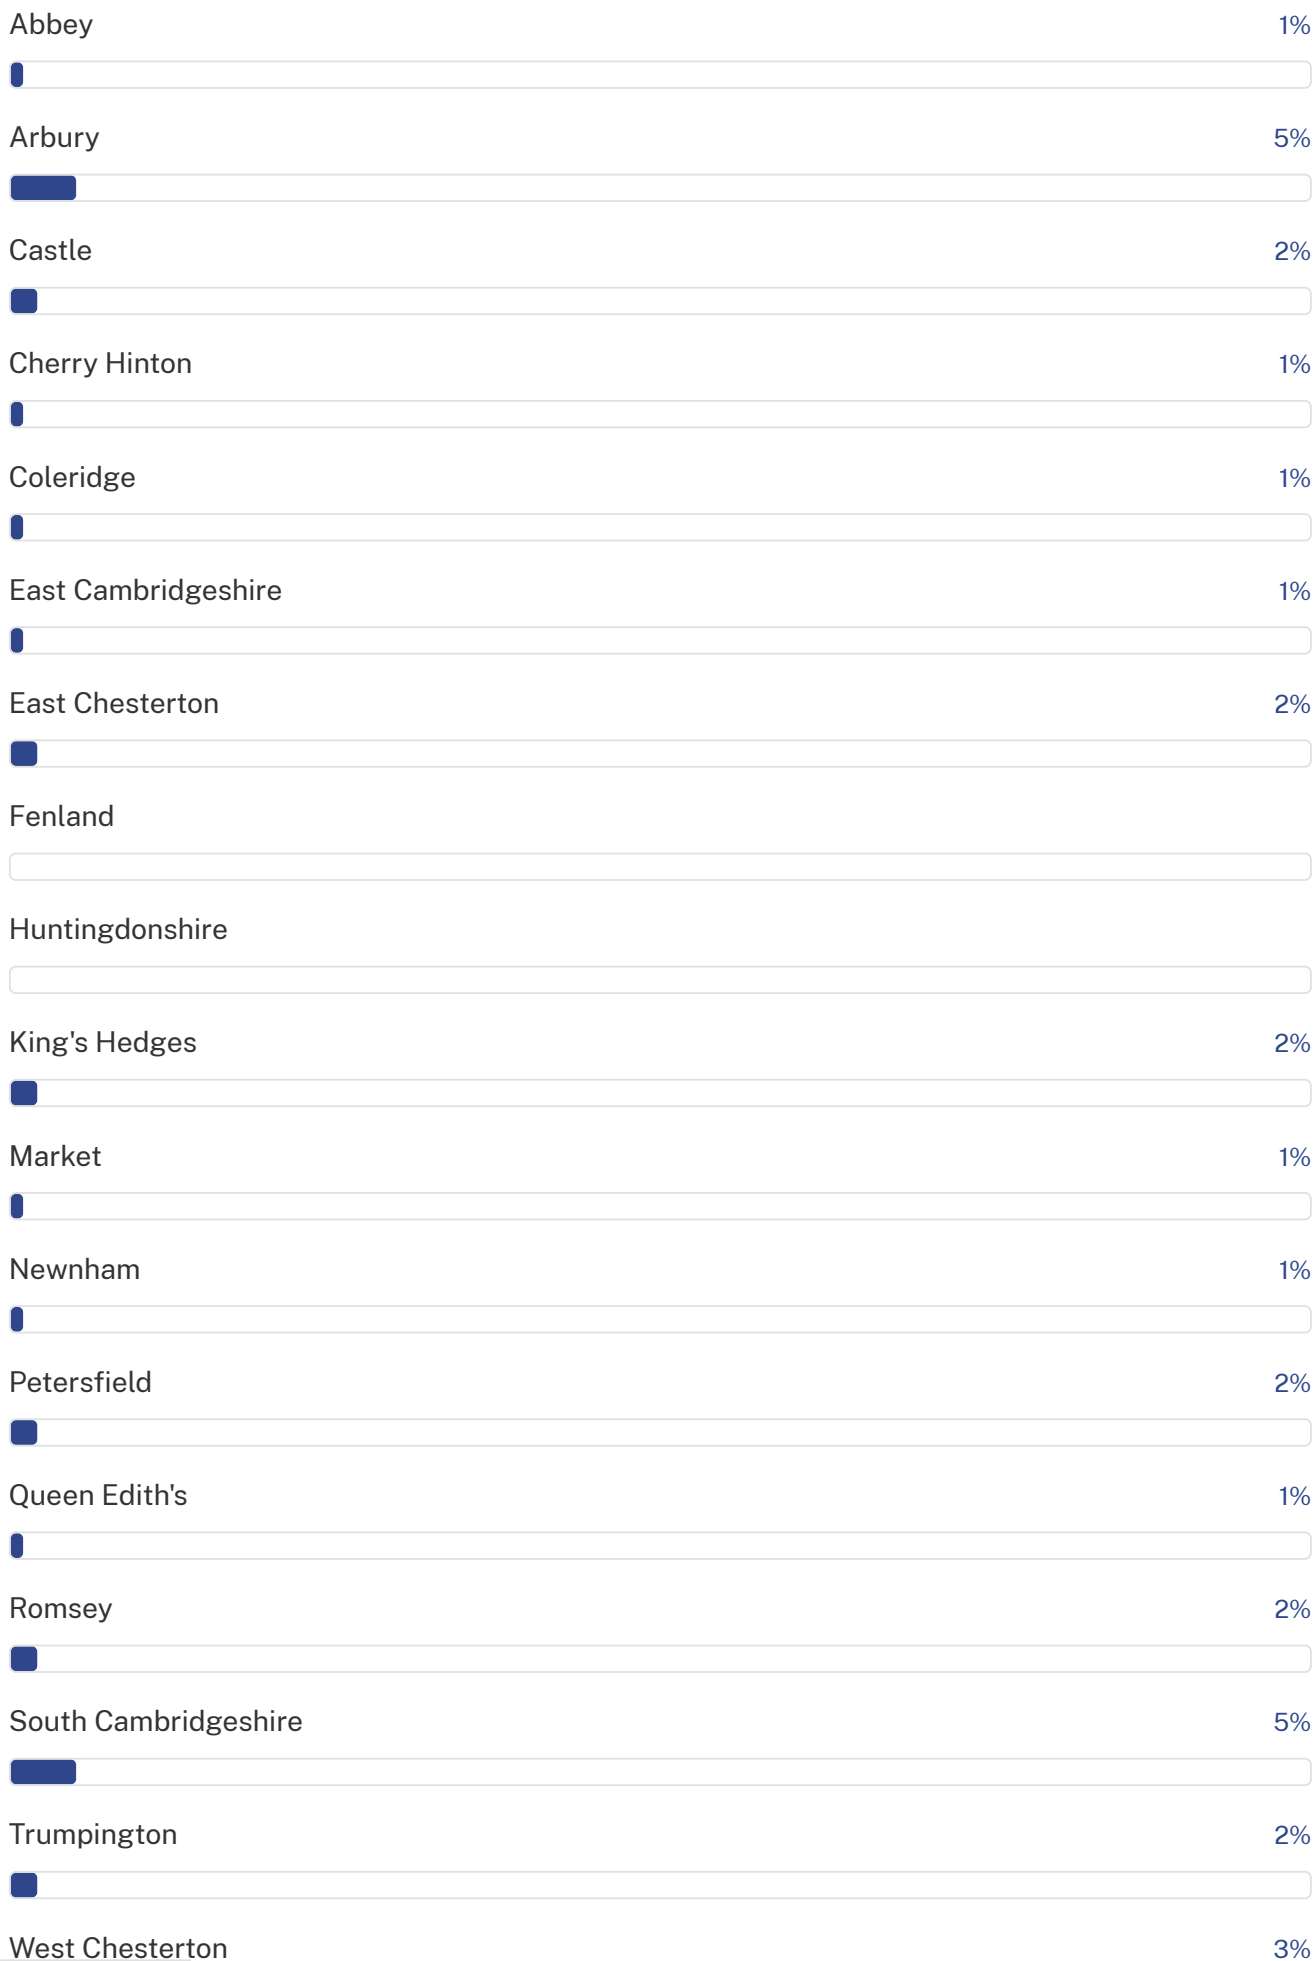 Abbey 1%
Arbury 5%
Castle 2%
Cherry Hinton 1%
Coleridge 1%
East Cambridgeshire 1%
East Chesterton 2%
Fenland
Huntingdonshire
King's Hedges 2%
Market 1%
Newnham 1%
Petersfield 2%
Queen Edith's 1%
Romsey 2%
South Cambridgeshire 5%
Trumpington 2%
West Chesterton 3%